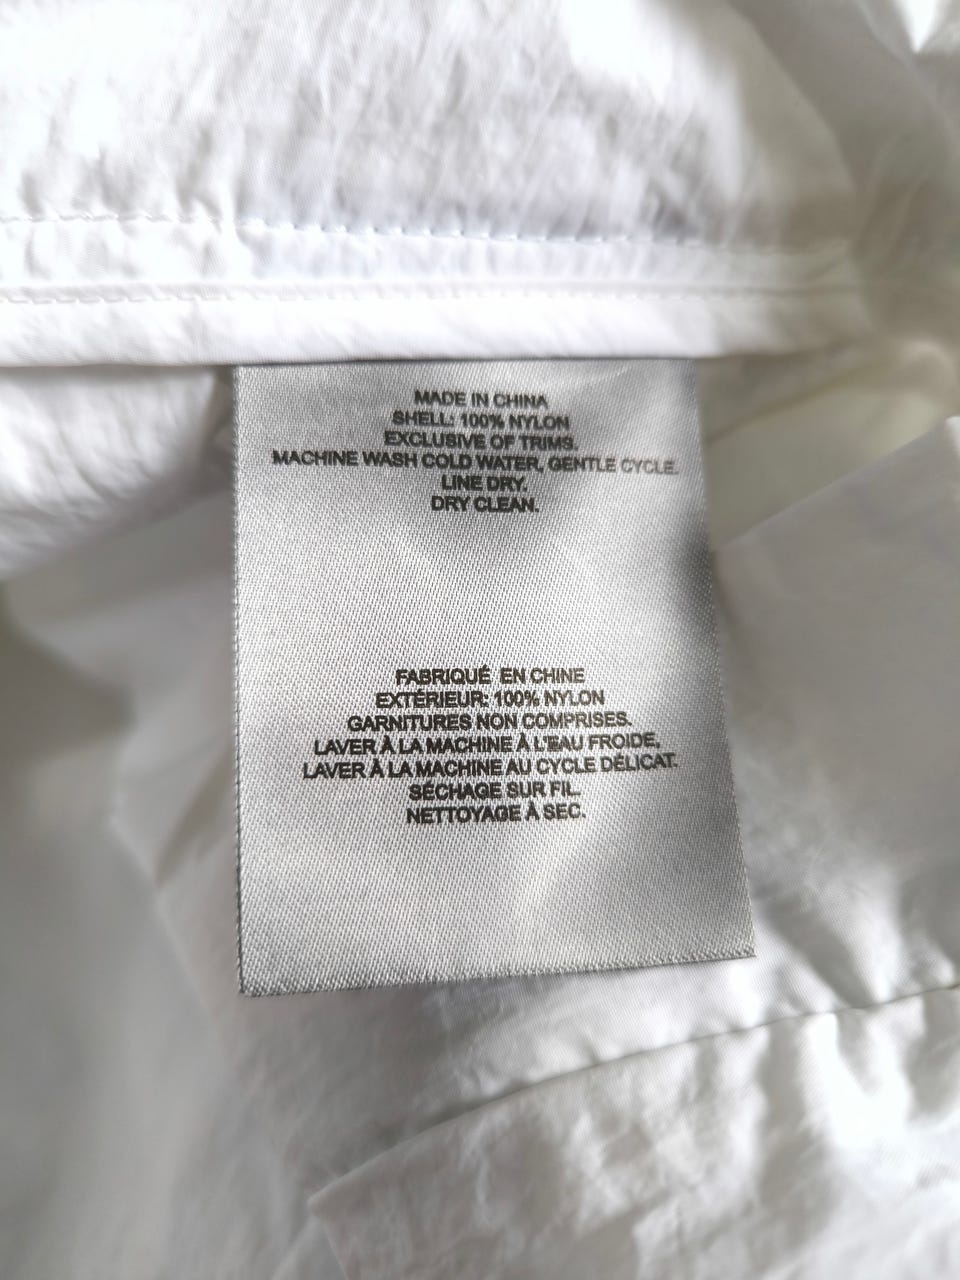 MADE IN CHINA
SHELL: 100% NYLON
EXCLUSIVE OF TRIMS.
MACHINE WASH COLD WATER, GENTLE CYCLE.
LINE DRY.
DRY CLEAN.
FABRIQUÉ EN CHINE
EXTÉRIEUR: 100% NYLON
GARNITURES NON COMPRISES.
LAVER À LA MACHINE À L'EAU FROIDE,
LAVER À LA MACHINE AU CYCLE DÉLICAT.
SÉCHAGE SUR FIL.
NETTOYAGE À SEC.